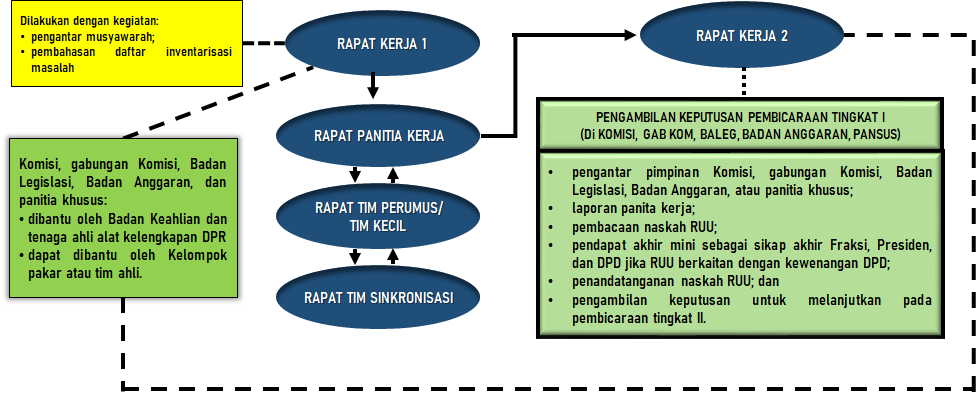 Dilakukan dengan kegiatan:
• pengantar musyawarah;
• pembahasan daftar inventarisasi
masalah
RAPAT KERJA 1
RAPAT KERJA 2
RAPAT PANITIA KERJA
RAPAT TIM PERUMUS/
TIM KECIL
RAPAT TIM SINKRONISASI
Komisi, gabungan Komisi, Badan
Legislasi, Badan Anggaran, dan
panitia khusus:
• dibantu oleh Badan Keahlian dan
tenaga ahli alat kelengkapan DPR
• dapat dibantu oleh Kelompok
pakar atau tim ahli.
PENGAMBILAN KEPUTUSAN PEMBICARAAN TINGKAT I
(Di KOMISI, GAB KOM, BALEG, BADAN ANGGARAN, PANSUS)
• pengantar pimpinan Komisi, gabungan Komisi, Badan
Legislasi, Badan Anggaran, atau panitia khusus;
• laporan panita kerja;
• pembacaan naskah RUU;
• pendapat akhir mini sebagai sikap akhir Fraksi, Presiden,
dan DPD jika RUU berkaitan dengan kewenangan DPD;
• penandatanganan naskah RUU; dan
• pengambilan keputusan untuk melanjutkan pada
pembicaraan tingkat II.